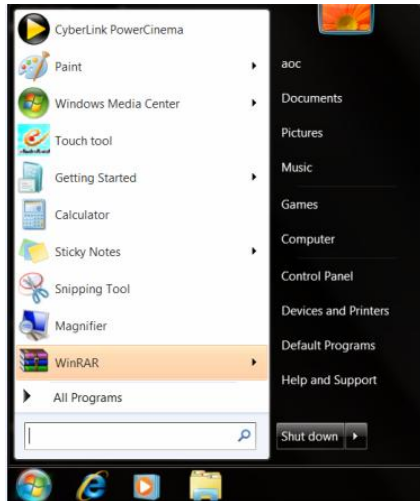 CyberLink PowerCinema
Paint
Windows Media Center
Touch tool
Getting Started
Calculator
Sticky Notes
Snipping Tool
Magnifier
WinRAR
All Programs
aoc
Documents
Pictures
Music
Games
Computer
Control Panel
Devices and Printers
Default Programs
Help and Support
Shut down